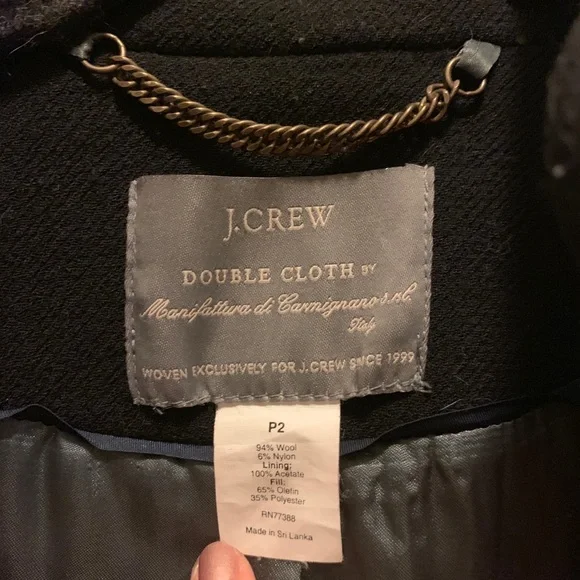 J.CREW
DOUBLE CLOTH BY
Manifattura di Carmignano s.r.l.
Italy
WOVEN EXCLUSIVELY FOR J.CREW SINCE 1999
P2
94% Wool
6% Nylon
Lining:
100% Acetate
Fill:
65% Olefin
35% Polyester
RN77388
Made in Sri Lanka